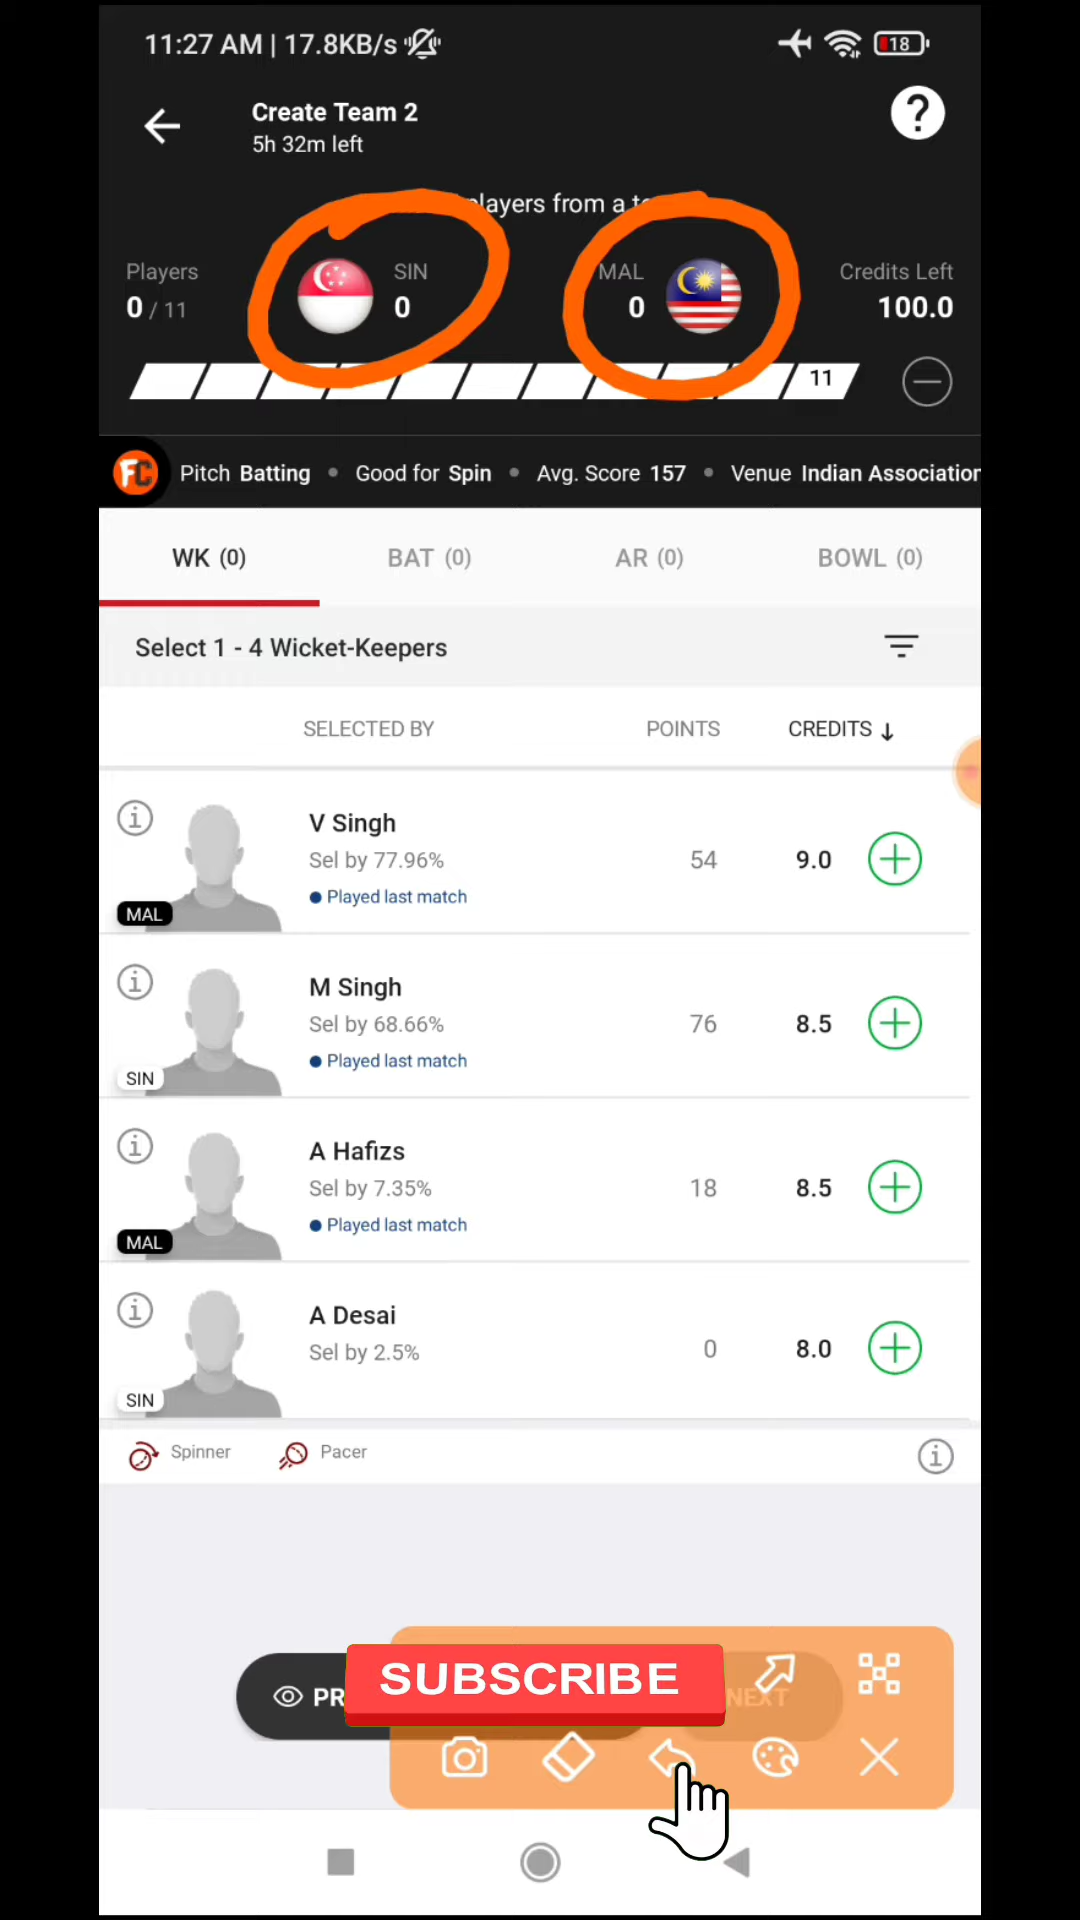 11:27 AM | 17.8KB/s
18
Create Team 2
5h 32m left
players from a
Players
0 / 11
SIN
0
MAL
0
Credits Left
100.0
11
FC Pitch Batting • Good for Spin • Avg. Score 157 • Venue Indian Association
WK (0) BAT (0) AR (0) BOWL (0)
Select 1 - 4 Wicket-Keepers
SELECTED BY POINTS CREDITS ↓
V Singh
Sel by 77.96% 54 9.0
Played last match
MAL
M Singh
Sel by 68.66% 76 8.5
Played last match
SIN
A Hafizs
Sel by 7.35% 18 8.5
Played last match
MAL
A Desai
Sel by 2.5% 0 8.0
SIN
Spinner Pacer
SUBSCRIBE
NEXT